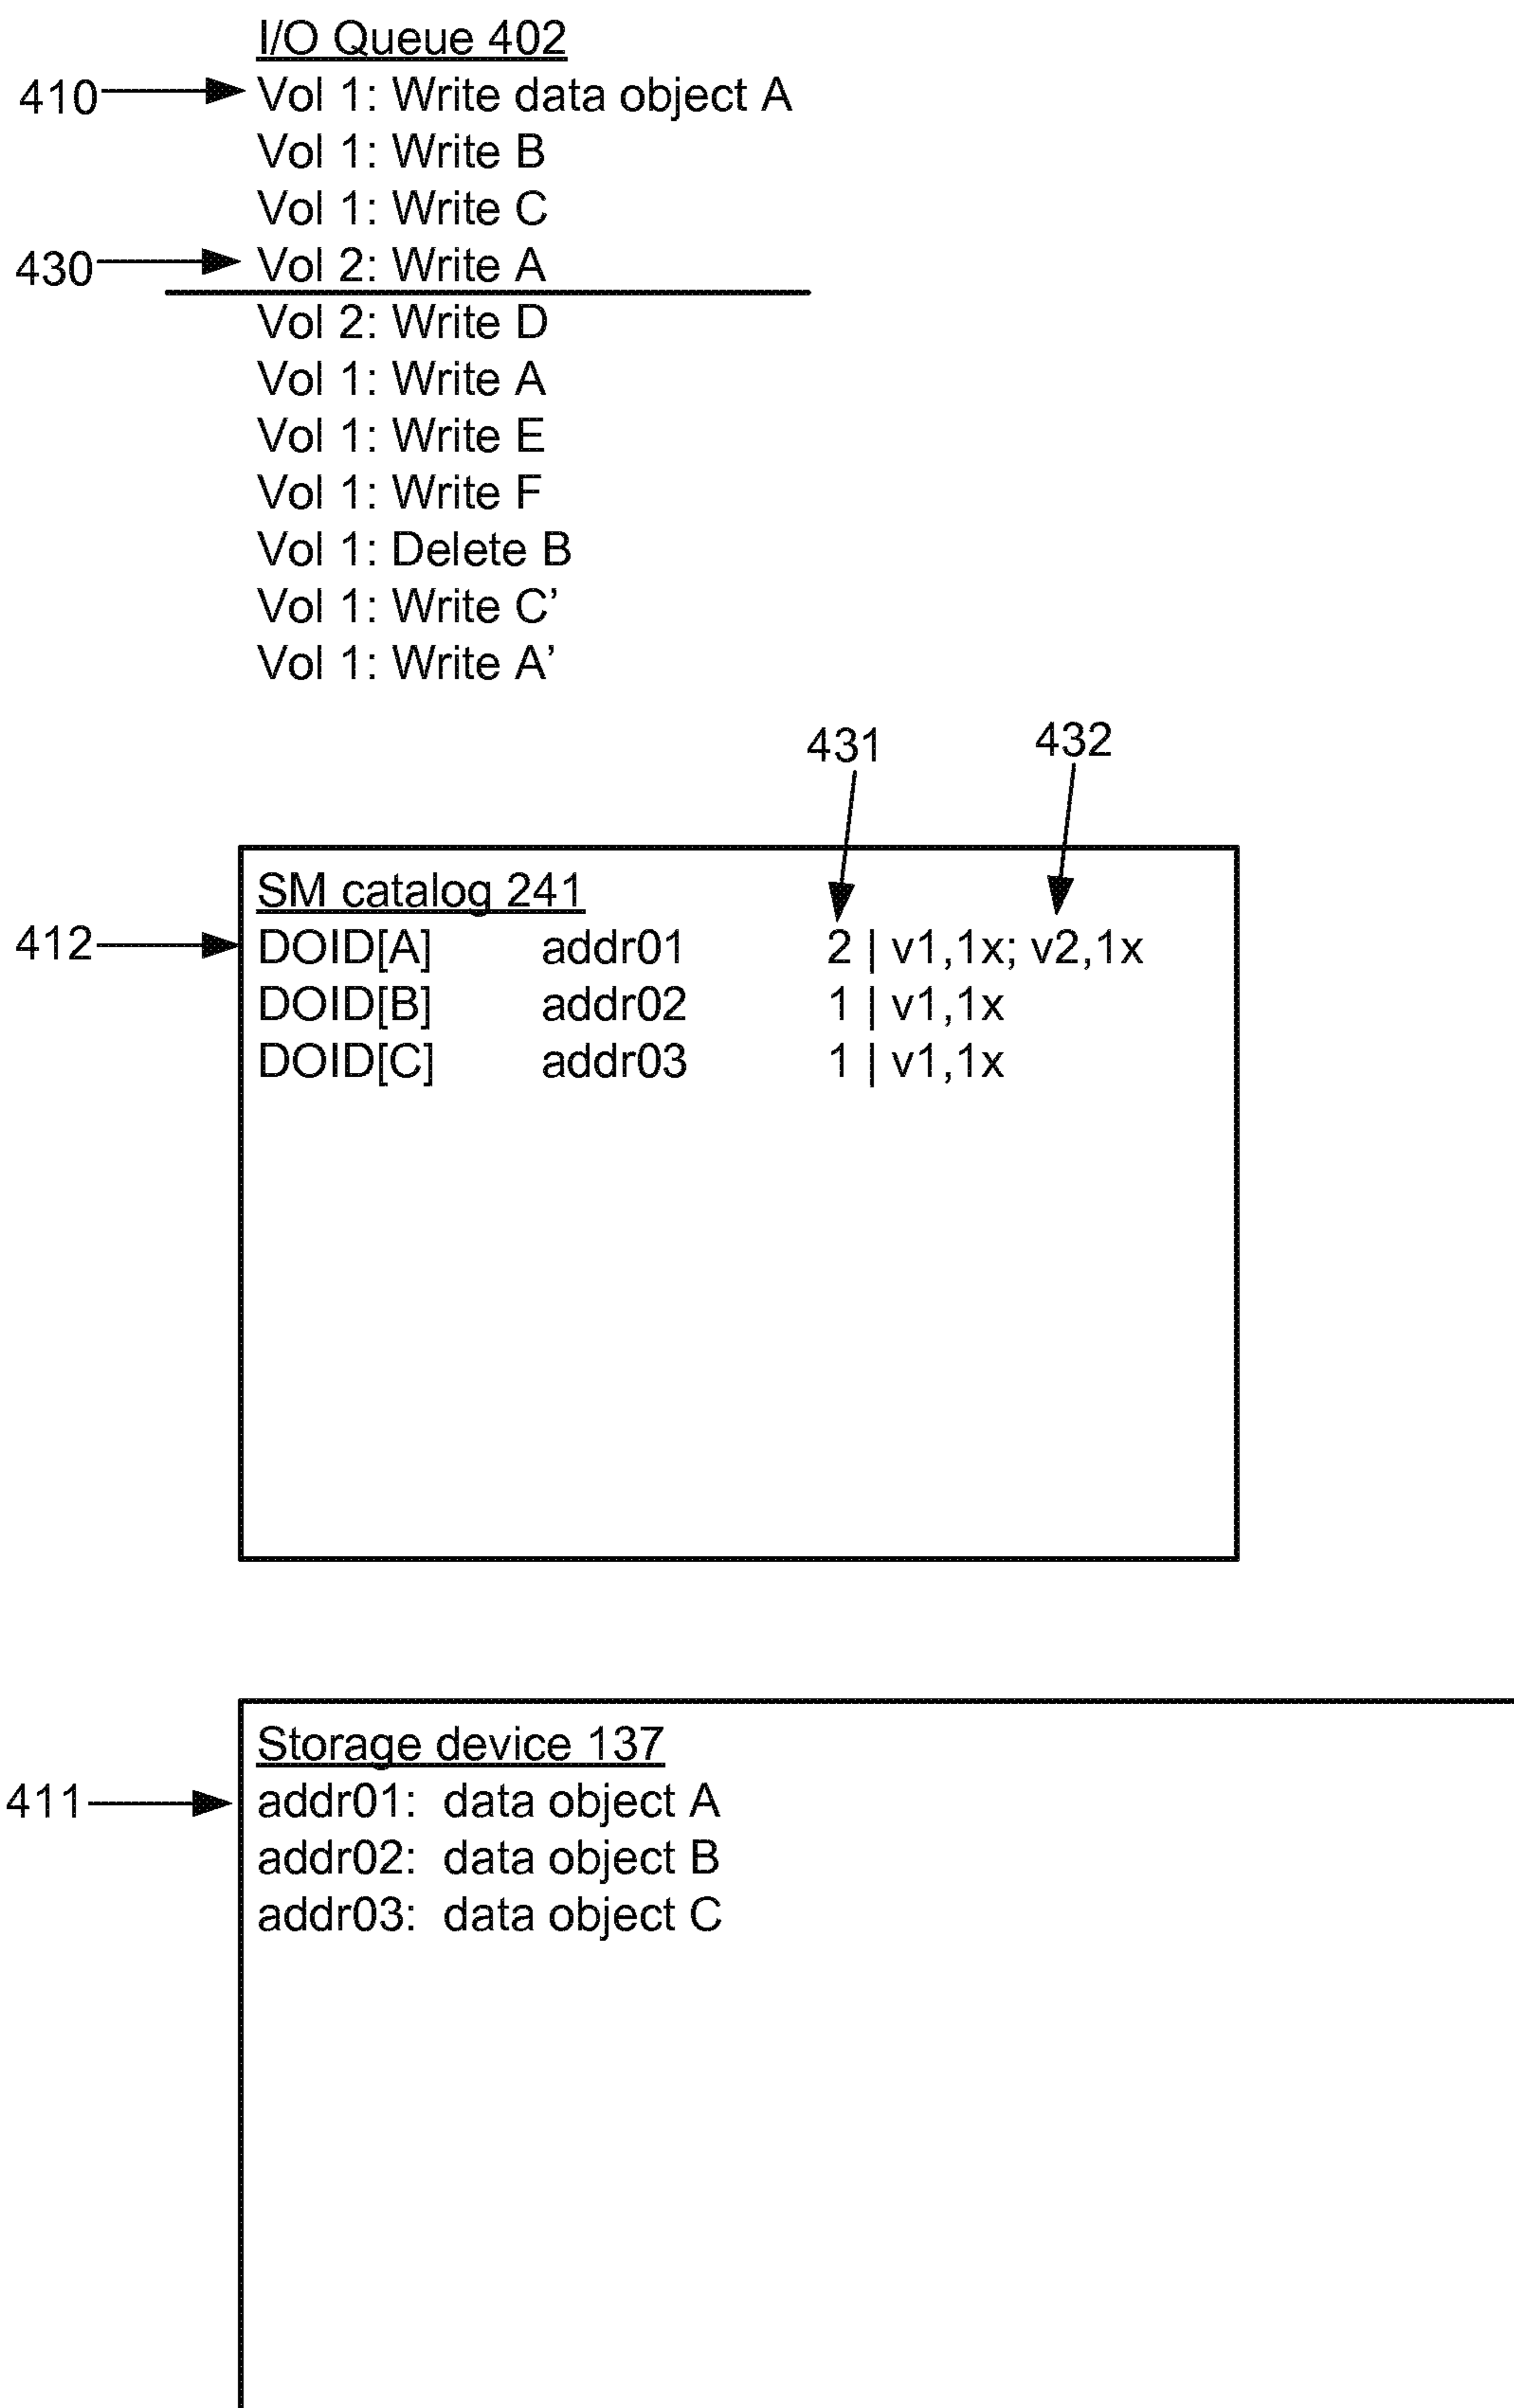 I/O Queue 402
410 Vol 1: Write data object A
Vol 1: Write B
Vol 1: Write C
430 Vol 2: Write A
Vol 2: Write D
Vol 1: Write A
Vol 1: Write E
Vol 1: Write F
Vol 1: Delete B
Vol 1: Write C’
Vol 1: Write A’
431 432
SM catalog 241
412 DOID[A] addr01 2 | v1,1x; v2,1x
DOID[B] addr02 1 | v1,1x
DOID[C] addr03 1 | v1,1x
Storage device 137
411 addr01: data object A
addr02: data object B
addr03: data object C